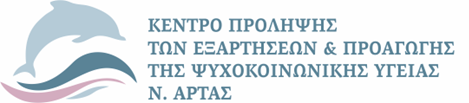 ΚΕΝΤΡΟ ΠΡΟΛΗΨΗΣ
ΤΩΝ ΕΞΑΡΤΗΣΕΩΝ & ΠΡΟΑΓΩΓΗΣ
ΤΗΣ ΨΥΧΟΚΟΙΝΩΝΙΚΗΣ ΥΓΕΙΑΣ
Ν. ΑΡΤΑΣ